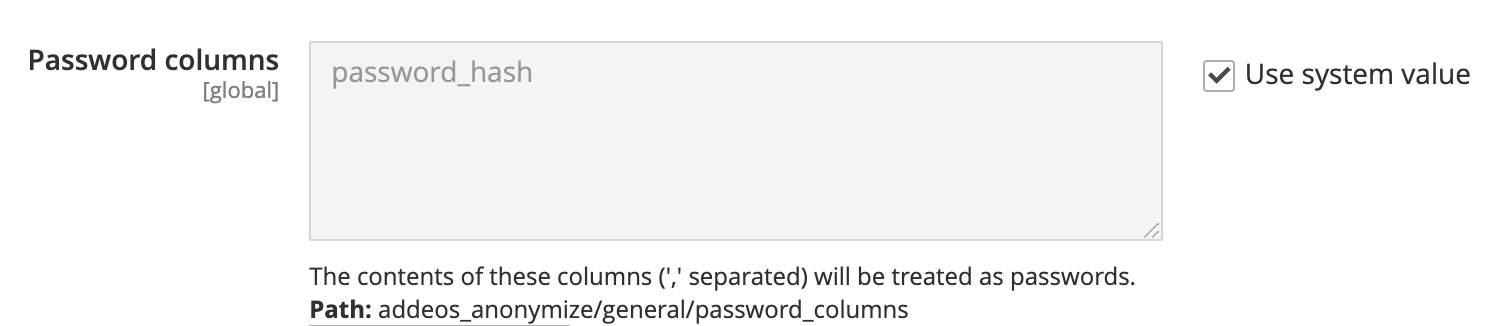 Password columns
[global]
password_hash
Use system value
The contents of these columns (',' separated) will be treated as passwords.
Path: addeos_anonymize/general/password_columns